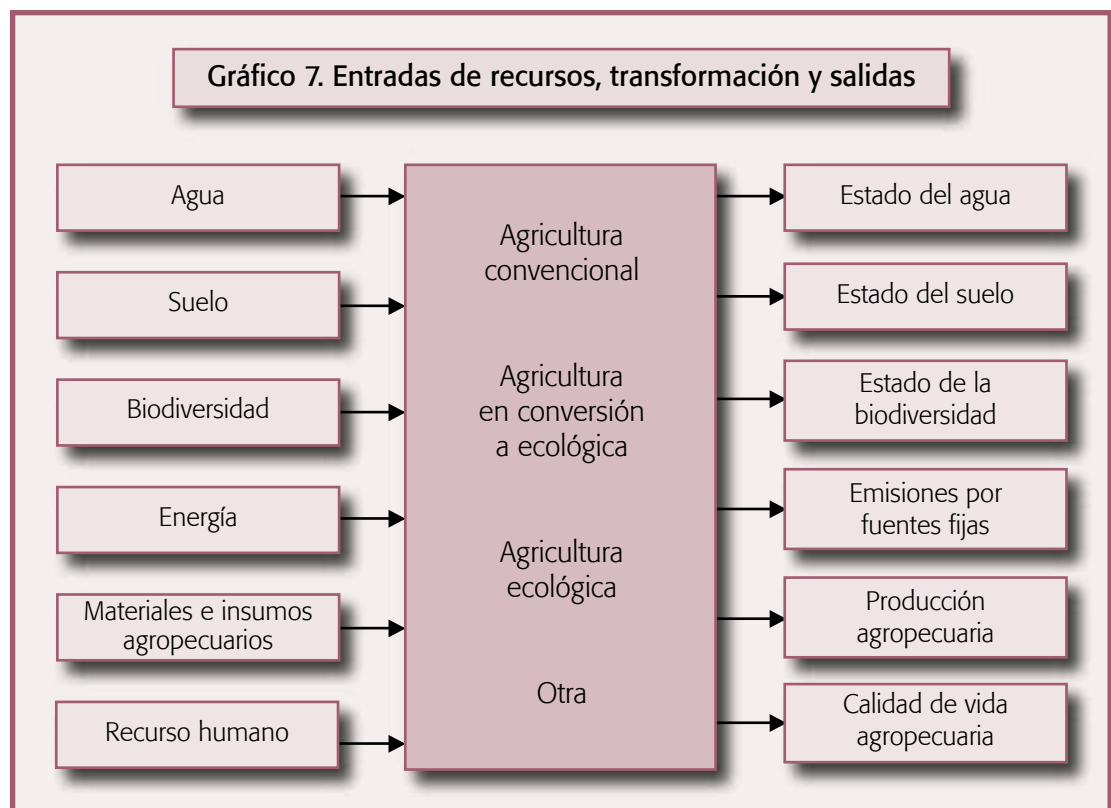 Gráfico 7. Entradas de recursos, transformación y salidas
Agua
Suelo
Biodiversidad
Energía
Materiales e insumos
agropecuarios
Recurso humano
Agricultura
convencional
Agricultura
en conversión
a ecológica
Agricultura
ecológica
Otra
Estado del agua
Estado del suelo
Estado de la
biodiversidad
Emisiones por
fuentes fijas
Producción
agropecuaria
Calidad de vida
agropecuaria